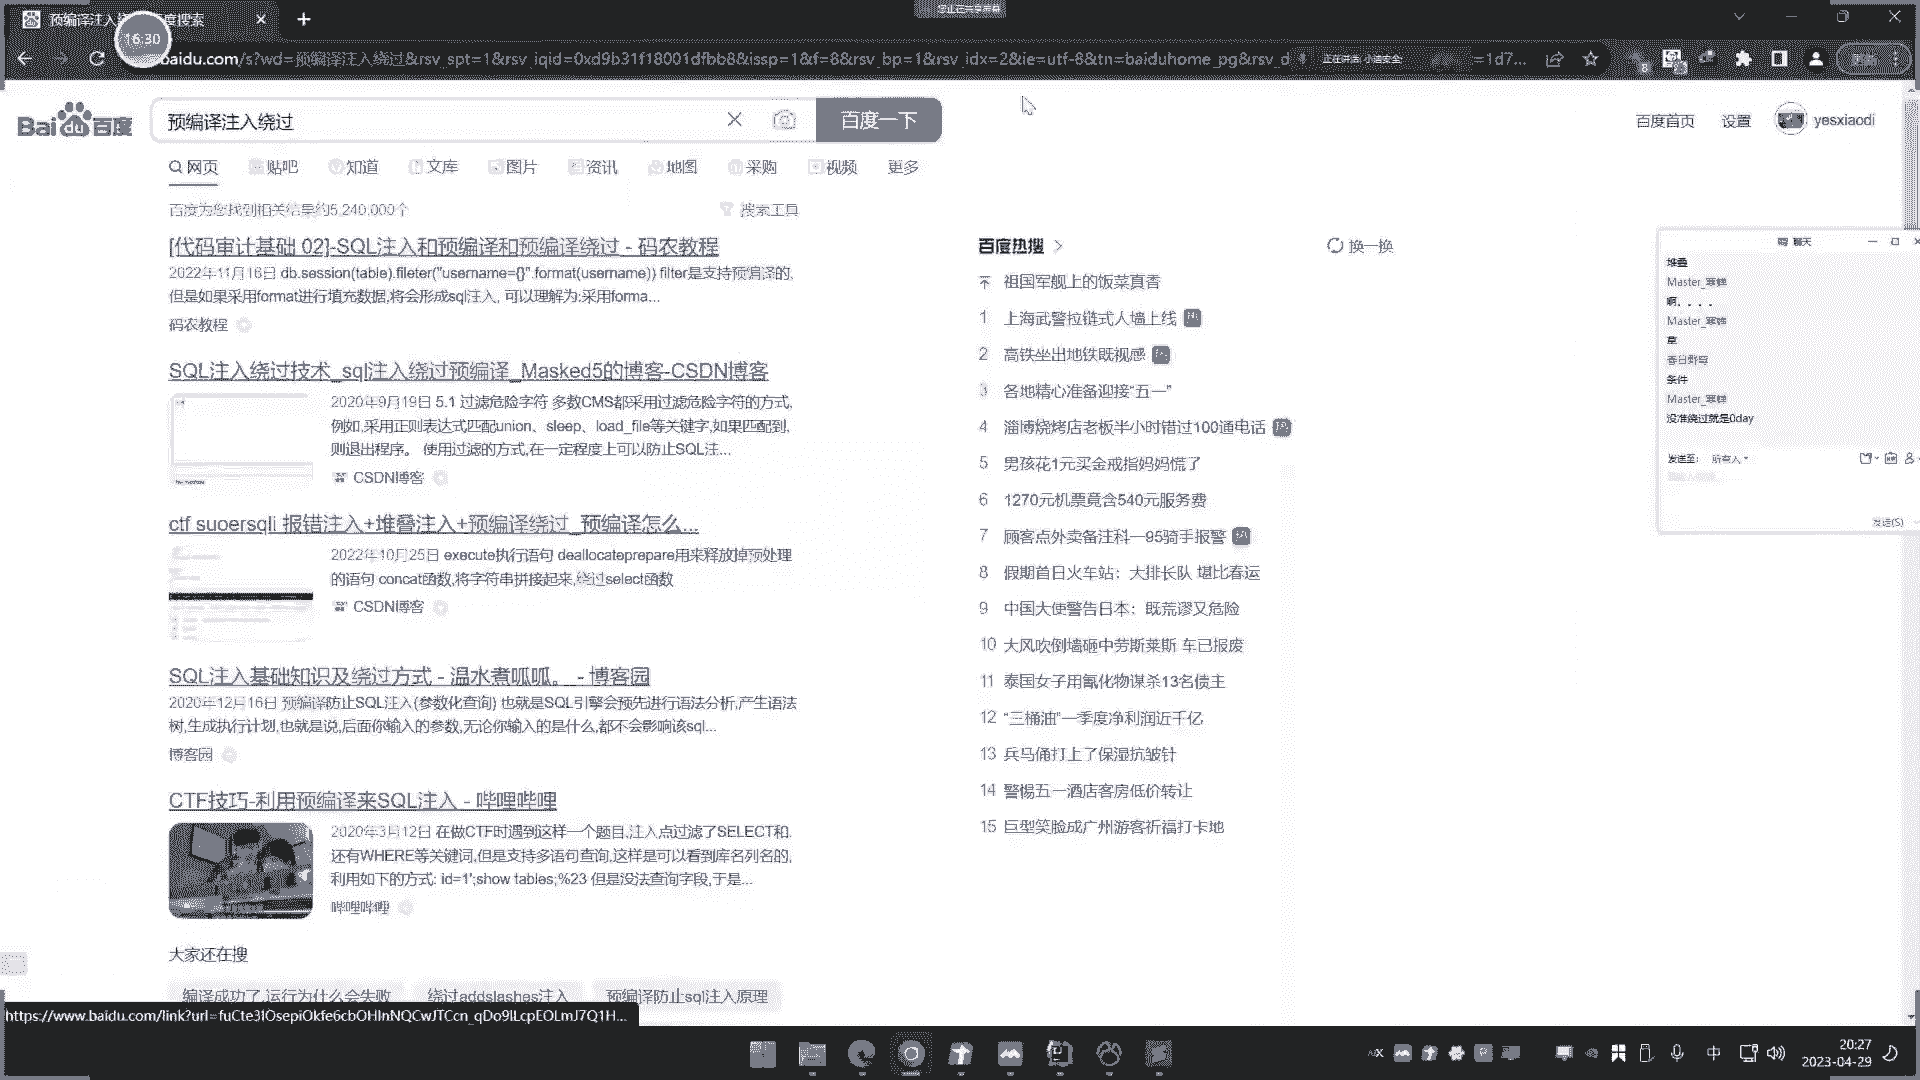 16:30
您正在共享屏幕
baidu.com/s?wd=预编译注入绕过&rsv_spt=1&rsv_iqid=0xd9b31f18001dfbb8&issp=1&f=8&rsv_bp=1&rsv_idx=2&ie=utf-8&tn=baiduhome_pg&rsv_d
=1d7...
Bai du 百度
预编译注入绕过
百度一下
百度首页
设置
yesxiaodi
网页
贴吧
知道
文库
图片
资讯
地图
采购
视频
更多
百度为您找到相关结果约5,240,000个
搜索工具
[代码审计基础 02]-SQL注入和预编译和预编译绕过 - 码农教程
2022年11月16日 db.session(table).fileter("username={}".format(username)) filter是支持预编译的,
但是如果采用format进行填充数据,将会形成sql注入, 可以理解为:采用forma...
码农教程
SQL注入绕过技术_sql注入绕过预编译_Masked5的博客-CSDN博客
2020年9月19日 5.1 过滤危险字符 多数CMS都采用过滤危险字符的方式,
例如,采用正则表达式匹配union、sleep、load_file等关键字,如果匹配到,
则退出程序。 使用过滤的方式,在一定程度上可以防止SQL注...
CSDN博客
ctf suoersqli 报错注入+堆叠注入+预编译绕过_预编译怎么...
2022年10月25日 execute执行语句 deallocateprepare用来释放掉预处理
的语句 concat函数,将字符串拼接起来,绕过select函数
CSDN博客
SQL注入基础知识及绕过方式 - 温水煮呱呱。 - 博客园
2020年12月16日 预编译防止SQL注入(参数化查询) 也就是SQL引擎会预先进行语法分析,产生语法
树,生成执行计划,也就是说,后面你输入的参数,无论你输入的是什么,都不会影响该sql...
博客园
CTF技巧-利用预编译来SQL注入 - 哔哩哔哩
2020年3月12日 在做CTF时遇到这样一个题目,注入点过滤了SELECT和,
还有WHERE等关键词,但是支持多语句查询,这样是可以看到库名列名的,
利用如下的方式: id=1';show tables;%23 但是没法查询字段,于是...
哔哩哔哩
大家还在搜
编译成功了,运行为什么会失败
绕过addslashes注入
预编译防止sql注入原理
https://www.baidu.com/link?url=fuCte3IOsepiOkfe6cbOHlnNQCwJTCcn_qDo9lLcpEOLmJ7Q1H...
百度热搜
换一换
祖国军舰上的饭菜真香
1 上海武警拉链式人墙上线 热
2 高铁坐出地铁既视感 热
3 各地精心准备迎接“五一”
4 淄博烧烤店老板半小时错过100通电话 热
5 男孩花1元买金戒指妈妈慌了
6 1270元机票竟含540元服务费
7 顾客点外卖备注科一95骑手报警 热
8 假期首日火车站：大排长队 堪比春运
9 中国大使警告日本：既荒谬又危险
10 大风吹倒墙砸中劳斯莱斯 车已报废
11 泰国女子用氰化物谋杀13名债主
12 “三桶油”一季度净利润近千亿
13 兵马俑打上了保湿抗皱针
14 警惕五一酒店客房低价转让
15 巨型笑脸成广州游客祈福打卡地
聊天
堆叠
啊. . . .
条件
没准绕过就是0day
发送至:
所有人
发送(S)
中
20:27
2023-04-29